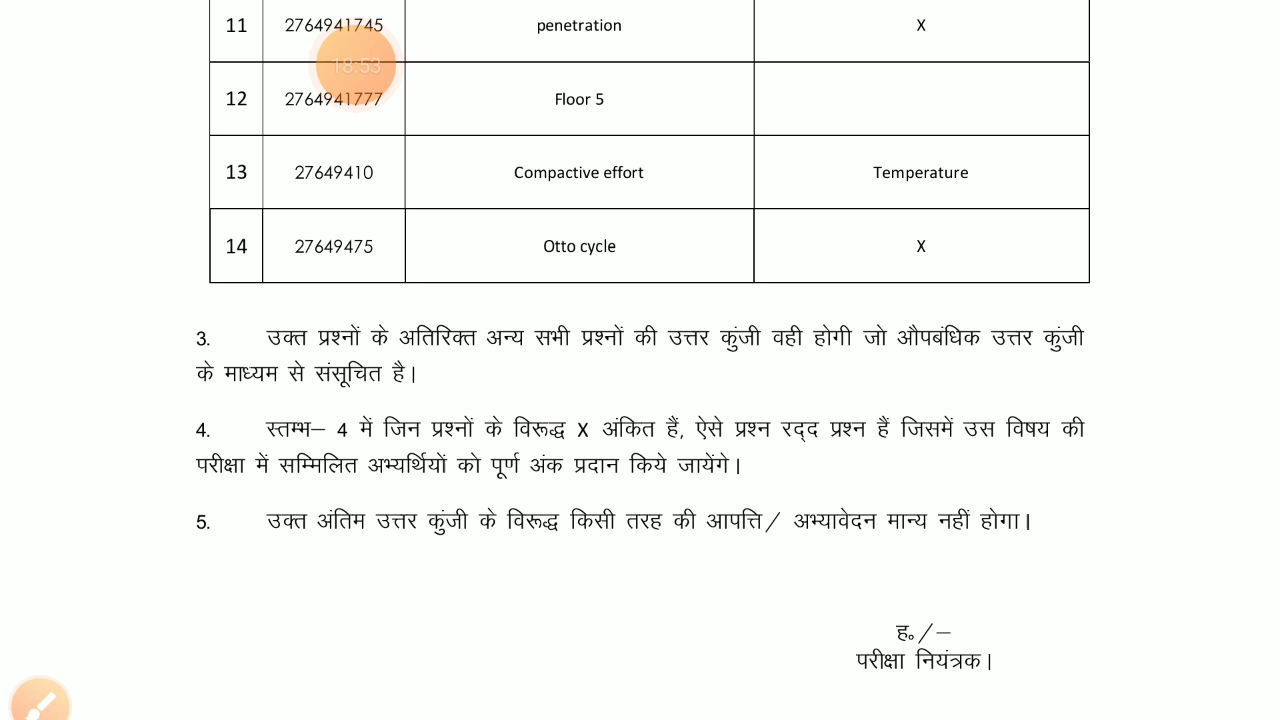 11 2764941745 penetration X
18:53
12 2764941777 Floor 5
13 27649410 Compactive effort Temperature
14 27649475 Otto cycle X
3. उक्त प्रश्नों के अतिरिक्त अन्य सभी प्रश्नों की उत्तर कुंजी वही होगी जो औपबंधिक उत्तर कुंजी
के माध्यम से संसूचित है।
4. स्तम्भ– 4 में जिन प्रश्नों के विरूद्ध X अंकित हैं, ऐसे प्रश्न रद्द प्रश्न हैं जिसमें उस विषय की
परीक्षा में सम्मिलित अभ्यर्थियों को पूर्ण अंक प्रदान किये जायेंगे।
5. उक्त अंतिम उत्तर कुंजी के विरूद्ध किसी तरह की आपत्ति/ अभ्यावेदन मान्य नहीं होगा।
ह०/–
परीक्षा नियंत्रक।